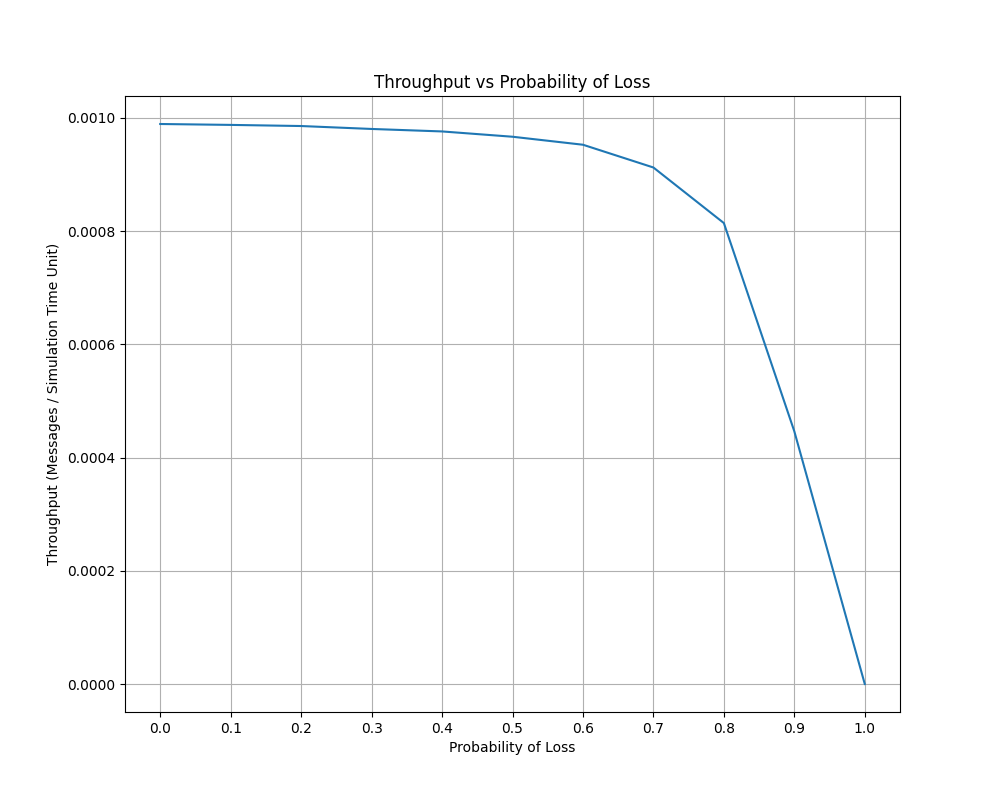 Throughput vs Probability of Loss
Throughput (Messages / Simulation Time Unit)
0.0010
0.0008
0.0006
0.0004
0.0002
0.0000
0.0 0.1 0.2 0.3 0.4 0.5 0.6 0.7 0.8 0.9 1.0
Probability of Loss